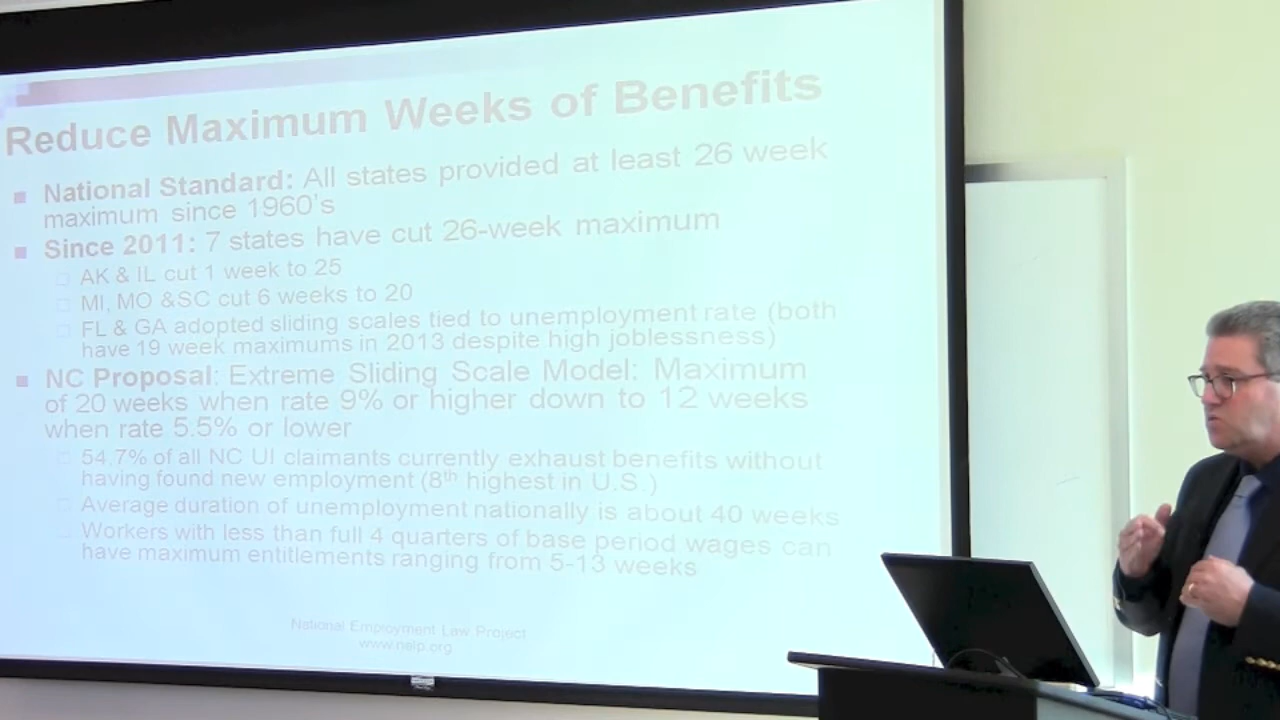 Reduce Maximum Weeks of Benefits
National Standard: All states provided at least 26 week
maximum since 1960's
Since 2011: 7 states have cut 26-week maximum
AK & IL cut 1 week to 25
MI, MO &SC cut 6 weeks to 20
FL & GA adopted sliding scales tied to unemployment rate (both
have 19 week maximums in 2013 despite high joblessness)
NC Proposal: Extreme Sliding Scale Model: Maximum
of 20 weeks when rate 9% or higher down to 12 weeks
when rate 5.5% or lower
54.7% of all NC UI claimants currently exhaust benefits without
having found new employment (8th highest in U.S.)
Average duration of unemployment nationally is about 40 weeks
Workers with less than full 4 quarters of base period wages can
have maximum entitlements ranging from 5-13 weeks
National Employment Law Project
www.nelp.org